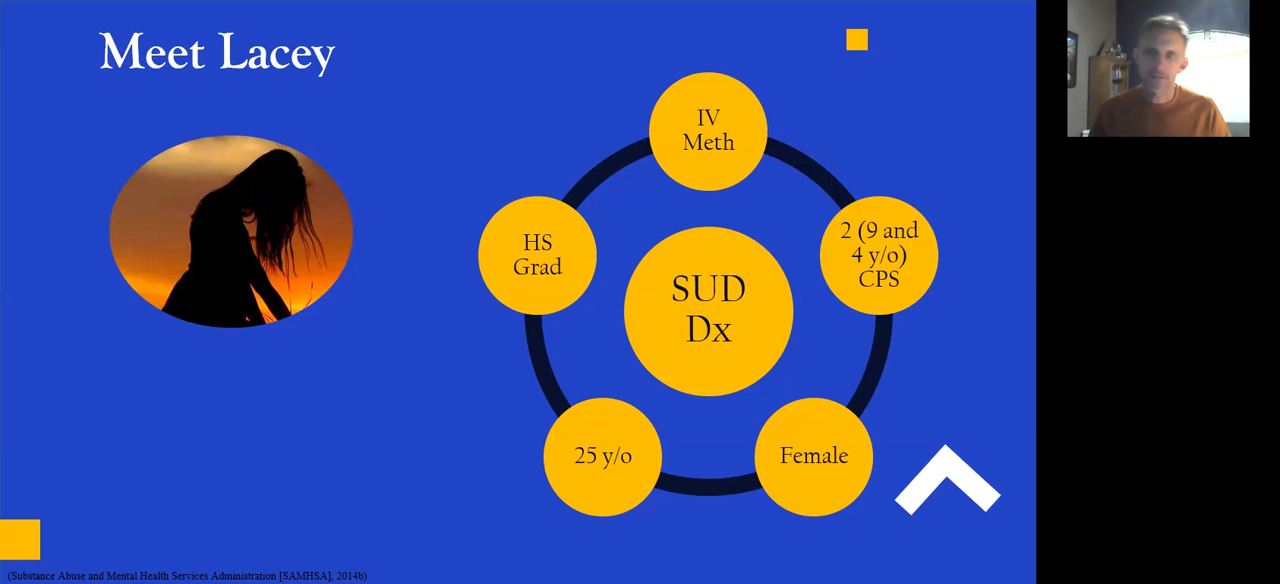 Meet Lacey
IV
Meth
2 (9 and
4 y/o)
CPS
Female
25 y/o
HS
Grad
SUD
Dx
(Substance Abuse and Mental Health Services Administration [SAMHSA], 2014b)